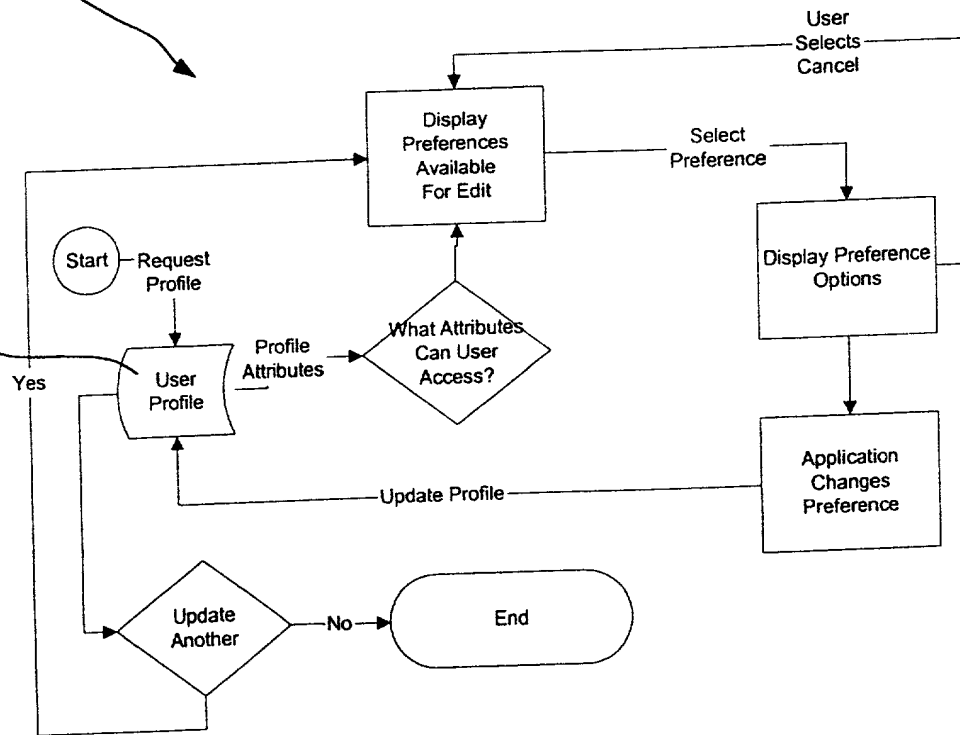 User
Selects
Cancel
Display
Preferences
Available
For Edit
Select
Preference
Start
Request
Profile
Display Preference
Options
What Attributes
Can User
Access?
Profile
Attributes
User
Profile
Yes
Application
Changes
Preference
Update Profile
Update
Another
No
End